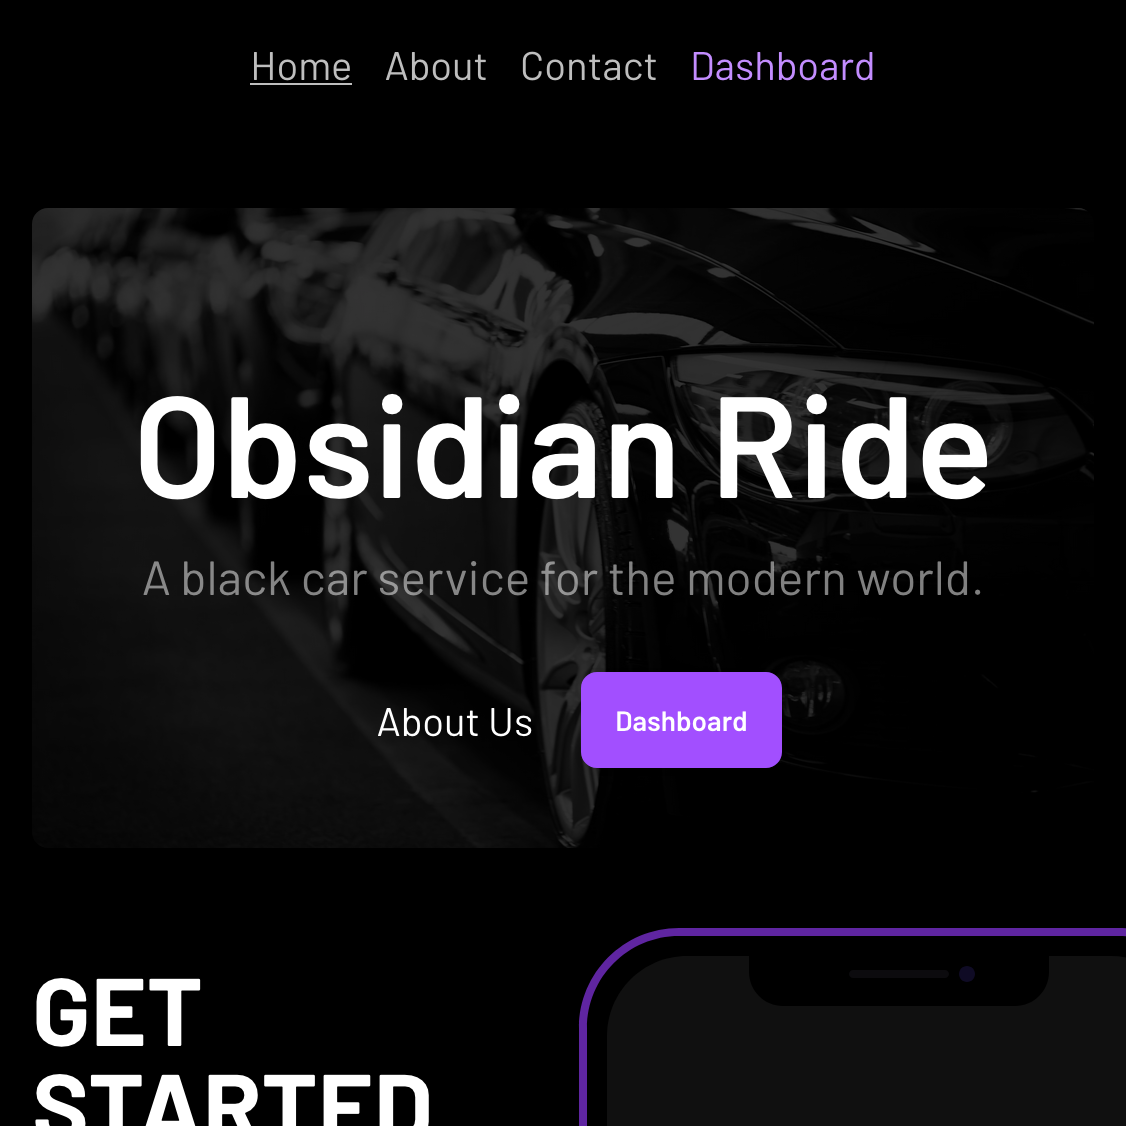 Home About Contact Dashboard
Obsidian Ride
A black car service for the modern world.
About Us Dashboard
GET
STARTED